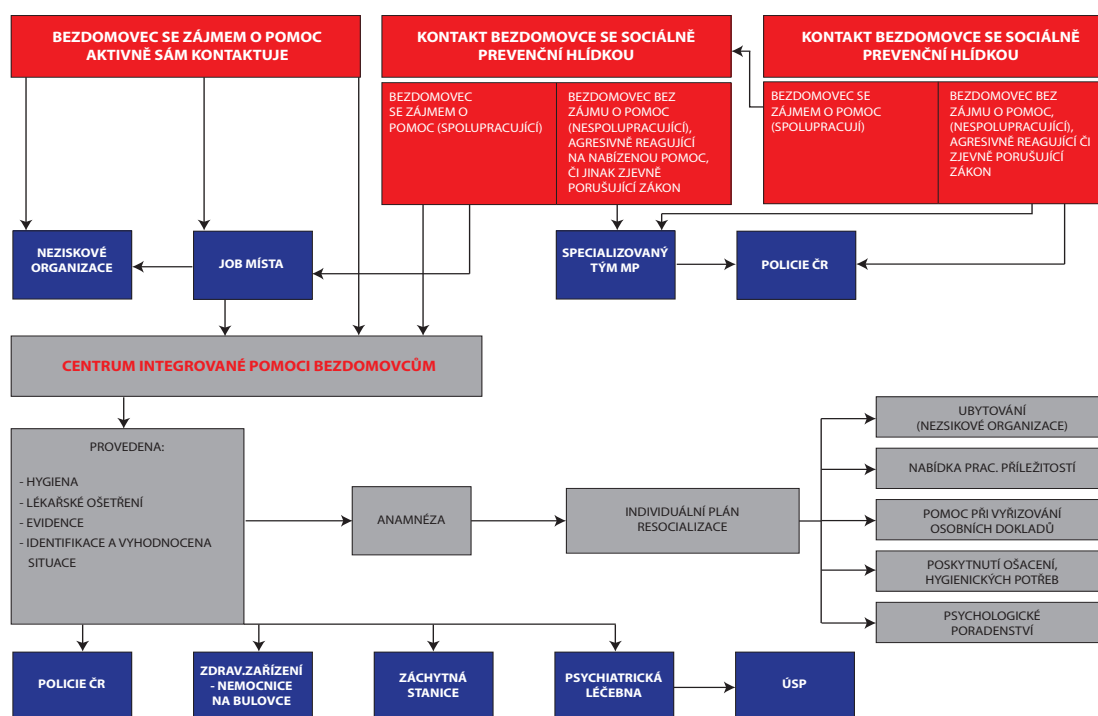 BEZDOMOVEC SE ZÁJMEM O POMOC
AKTIVNĚ SÁM KONTAKTUJE
KONTAKT BEZDOMOVCE SE SOCIÁLNĚ
PREVENČNÍ HLÍDKOU
KONTAKT BEZDOMOVCE SE SOCIÁLNĚ
PREVENČNÍ HLÍDKOU
BEZDOMOVEC
SE ZÁJMEM O
POMOC (SPOLUPRACUJÍCÍ)
BEZDOMOVEC BEZ
ZÁJMU O POMOC
(NESPOLUPRACUJÍCÍ),
AGRESIVNĚ REAGUJÍCÍ
NA NABÍZENOU POMOC,
ČI JINAK ZJEVNĚ
PORUŠUJÍCÍ ZÁKON
BEZDOMOVEC SE
ZÁJMEM O POMOC
(SPOLUPRACUJÍ)
BEZDOMOVEC BEZ
ZÁJMU O POMOC,
(NESPOLUPRACUJÍCÍ),
AGRESIVNĚ REAGUJÍCÍ ČI
ZJEVNĚ PORUŠUJÍCÍ
ZÁKON
NEZISKOVÉ
ORGANIZACE
JOB MÍSTA
SPECIALIZOVANÝ
TÝM MP
POLICIE ČR
CENTRUM INTEGROVANÉ POMOCI BEZDOMOVCŮM
PROVEDENA:
- HYGIENA
- LÉKAŘSKÉ OŠETŘENÍ
- EVIDENCE
- IDENTIFIKACE A VYHODNOCENA
SITUACE
ANAMNÉZA
INDIVIDUÁLNÍ PLÁN
RESOCIALIZACE
UBYTOVÁNÍ
(NEZSIKOVÉ ORGANIZACE)
NABÍDKA PRAC. PŘÍLEŽITOSTÍ
POMOC PŘI VYŘIZOVÁNÍ
OSOBNÍCH DOKLADŮ
POSKYTNUTÍ OŠACENÍ,
HYGIENICKÝCH POTŘEB
PSYCHOLOGICKÉ
PORADENSTVÍ
POLICIE ČR
ZDRAV.ZAŘÍZENÍ
- NEMOCNICE
NA BULOVCE
ZÁCHYTNÁ
STANICE
PSYCHIATRICKÁ
LÉČEBNA
ÚSP